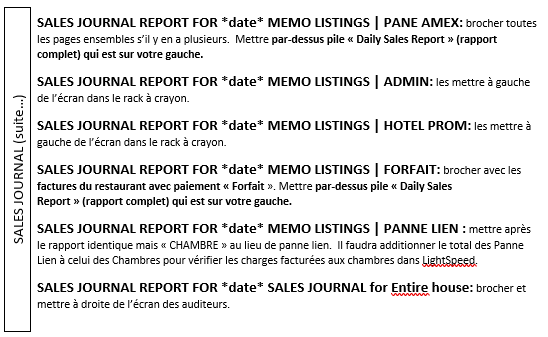 SALES JOURNAL (suite…)
SALES JOURNAL REPORT FOR *date* MEMO LISTINGS | PANE AMEX: brocher toutes
les pages ensembles s'il y en a plusieurs. Mettre par-dessus pile « Daily Sales Report » (rapport
complet) qui est sur votre gauche.
SALES JOURNAL REPORT FOR *date* MEMO LISTINGS | ADMIN: les mettre à gauche
de l'écran dans le rack à crayon.
SALES JOURNAL REPORT FOR *date* MEMO LISTINGS | HOTEL PROM: les mettre à
gauche de l'écran dans le rack à crayon.
SALES JOURNAL REPORT FOR *date* MEMO LISTINGS | FORFAIT: brocher avec les
factures du restaurant avec paiement « Forfait ». Mettre par-dessus pile « Daily Sales
Report » (rapport complet) qui est sur votre gauche.
SALES JOURNAL REPORT FOR *date* MEMO LISTINGS | PANNE LIEN : mettre après
le rapport identique mais « CHAMBRE » au lieu de panne lien. Il faudra additionner le total des Panne
Lien à celui des Chambres pour vérifier les charges facturées aux chambres dans LightSpeed.
SALES JOURNAL REPORT FOR *date* SALES JOURNAL for Entire house: brocher et
mettre à droite de l'écran des auditeurs.